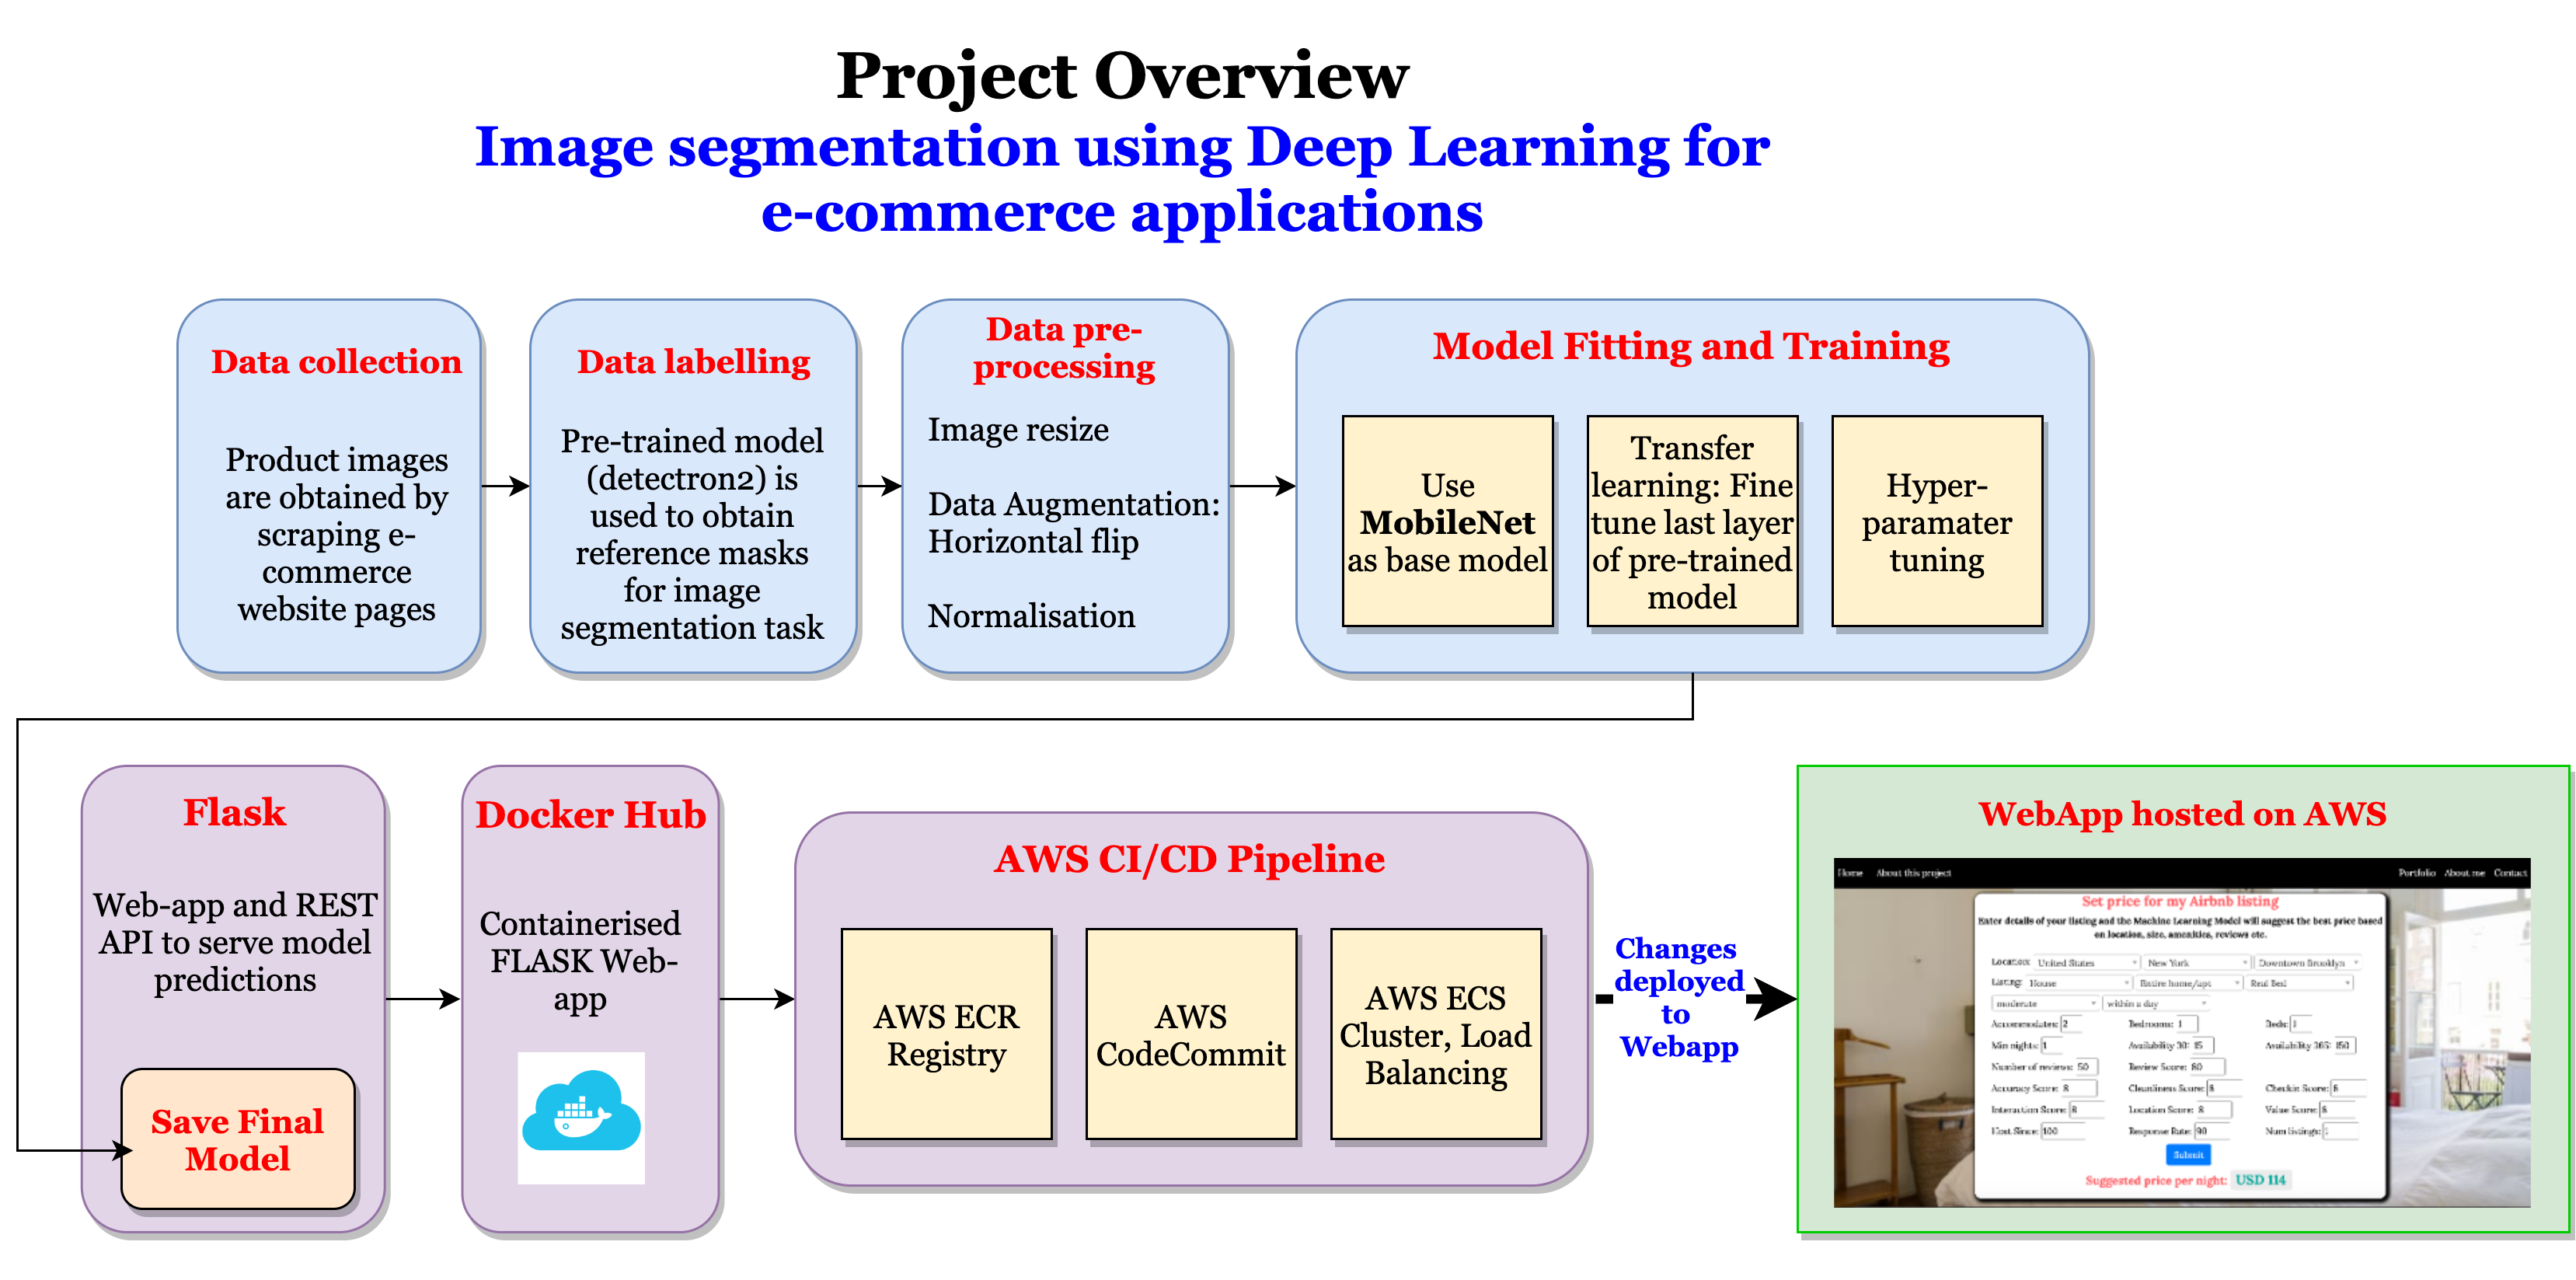 Project Overview
Image segmentation using Deep Learning for
e-commerce applications
Data collection
Product images
are obtained by
scraping e-
commerce
website pages
Data labelling
Pre-trained model
(detectron2) is
used to obtain
reference masks
for image
segmentation task
Data pre-
processing
Image resize
Data Augmentation:
Horizontal flip
Normalisation
Model Fitting and Training
Use
MobileNet
as base model
Transfer
learning: Fine
tune last layer
of pre-trained
model
Hyper-
paramater
tuning
Flask
Web-app and REST
API to serve model
predictions
Save Final
Model
Docker Hub
Containerised
FLASK Web-
app
AWS CI/CD Pipeline
AWS ECR
Registry
AWS
CodeCommit
AWS ECS
Cluster, Load
Balancing
Changes
deployed
to
Webapp
WebApp hosted on AWS
Home About this project Portfolio About me Contact
Set price for my Airbnb listing
Enter details of your listing and the Machine Learning Model will suggest the best price based
on location, size, amenities, reviews etc.
Location: United States New York Downtown Brooklyn
Listing: House Entire home/apt Real Bed
moderate within a day
Accommodates: 2 Bedrooms: 1 Beds: 1
Min nights: 1 Availability 30: 15 Availability 365: 150
Number of reviews: 50 Review Score: 80
Accuracy Score: 8 Cleanliness Score: 8 Checkin Score: 8
Interaction Score: 8 Location Score: 8 Value Score: 8
Host Since: 100 Response Rate: 90 Num listings:
Submit
Suggested price per night: USD 114